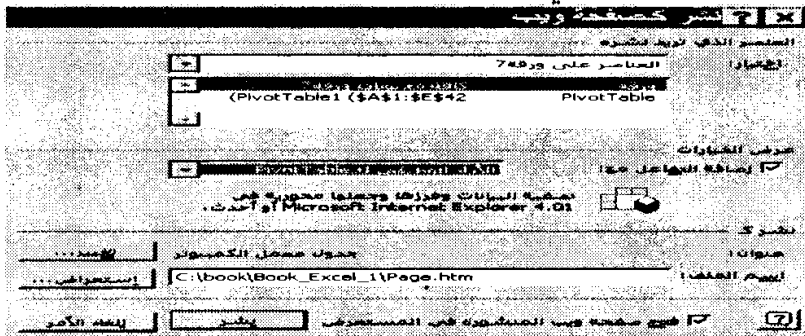 نشر كصفحة ويب
العنصر الذي تريد نشره
اختيار: العناصر على ورقة7
PivotTable (PivotTable1 ($A$1:$E$42
عرض الخيارات
إضافة التفاعل مع:
تصفية البيانات وفرزها وجعلها محورية في
Microsoft Internet Explorer 4.01 أو أحدث.
نشر ك
عنوان: جدول معمل الكمبيوتر
اسم الملف: C:\book\Book_Excel_1\Page.htm إستعراض...
فتح صفحة ويب المنشورة في المستعرض نشر إلغاء الأمر